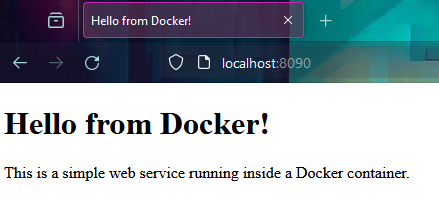 Hello from Docker!
localhost:8090
Hello from Docker!
This is a simple web service running inside a Docker container.